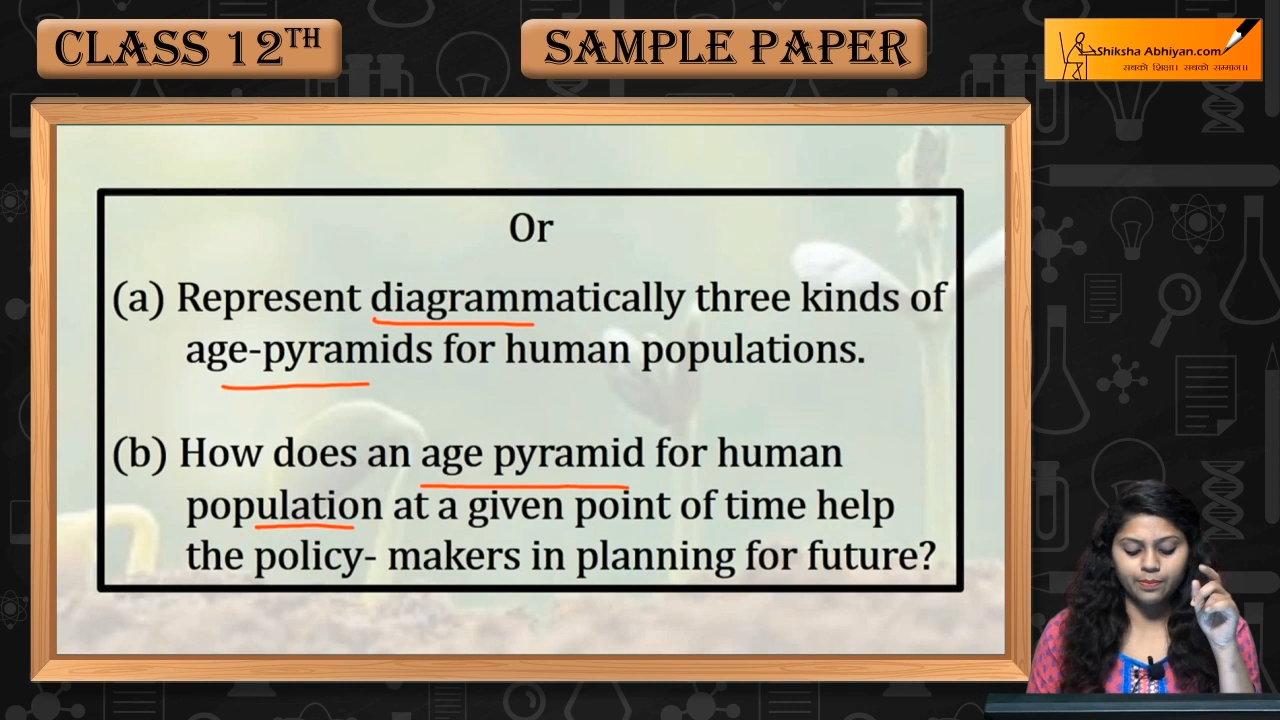 CLASS 12TH
SAMPLE PAPER
Shiksha Abhiyan.com
सबको शिक्षा। सबको सम्मान॥
Or
(a) Represent diagrammatically three kinds of
age-pyramids for human populations.
(b) How does an age pyramid for human
population at a given point of time help
the policy- makers in planning for future?